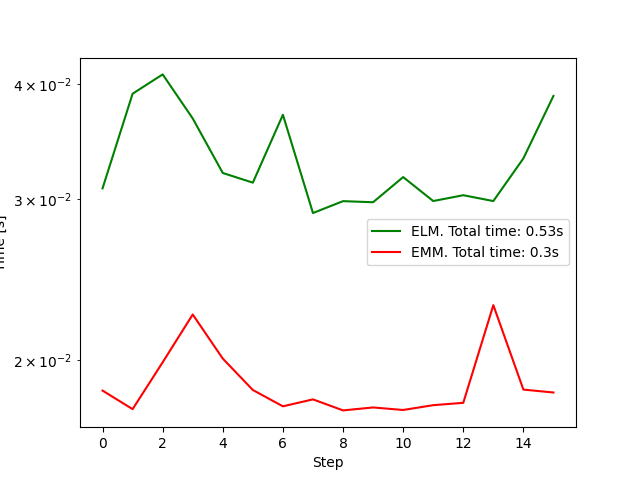 4 × 10⁻²
3 × 10⁻²
2 × 10⁻²
ELM. Total time: 0.53s
EMM. Total time: 0.3s
0 2 4 6 8 10 12 14
Step